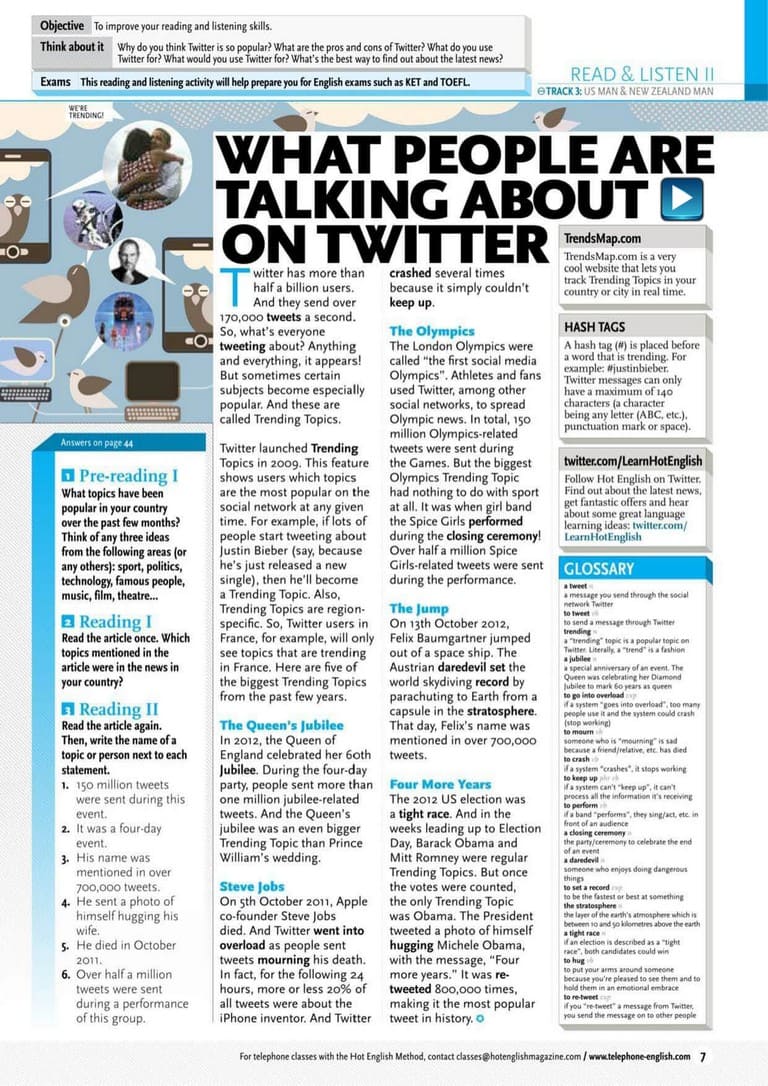 Objective To improve your reading and listening skills.
Think about it Why do you think Twitter is so popular? What are the pros and cons of Twitter? What do you use
Twitter for? What would you use Twitter for? What's the best way to find out about the latest news?
Exams This reading and listening activity will help prepare you for English exams such as KET and TOEFL.
READ & LISTEN II
TRACK 3: US MAN & NEW ZEALAND MAN
WE'RE
TRENDING!
WHAT PEOPLE ARE
TALKING ABOUT
ON TWITTER
Answers on page 44
1 Pre-reading I
What topics have been
popular in your country
over the past few months?
Think of any three ideas
from the following areas (or
any others): sport, politics,
technology, famous people,
music, film, theatre...
2 Reading I
Read the article once. Which
topics mentioned in the
article were in the news in
your country?
3 Reading II
Read the article again.
Then, write the name of a
topic or person next to each
statement.
1. 150 million tweets
were sent during this
event.
2. It was a four-day
event.
3. His name was
mentioned in over
700,000 tweets.
4. He sent a photo of
himself hugging his
wife.
5. He died in October
2011.
6. Over half a million
tweets were sent
during a performance
of this group.
Twitter has more than
half a billion users.
And they send over
170,000 tweets a second.
So, what's everyone
tweeting about? Anything
and everything, it appears!
But sometimes certain
subjects become especially
popular. And these are
called Trending Topics.
Twitter launched Trending
Topics in 2009. This feature
shows users which topics
are the most popular on the
social network at any given
time. For example, if lots of
people start tweeting about
Justin Bieber (say, because
he's just released a new
single), then he'll become
a Trending Topic. Also,
Trending Topics are region-
specific. So, Twitter users in
France, for example, will only
see topics that are trending
in France. Here are five of
the biggest Trending Topics
from the past few years.
The Queen's Jubilee
In 2012, the Queen of
England celebrated her 60th
Jubilee. During the four-day
party, people sent more than
one million jubilee-related
tweets. And the Queen's
jubilee was an even bigger
Trending Topic than Prince
William's wedding.
Steve Jobs
On 5th October 2011, Apple
co-founder Steve Jobs
died. And Twitter went into
overload as people sent
tweets mourning his death.
In fact, for the following 24
hours, more or less 20% of
all tweets were about the
iPhone inventor. And Twitter
crashed several times
because it simply couldn't
keep up.
The Olympics
The London Olympics were
called "the first social media
Olympics". Athletes and fans
used Twitter, among other
social networks, to spread
Olympic news. In total, 150
million Olympics-related
tweets were sent during
the Games. But the biggest
Olympics Trending Topic
had nothing to do with sport
at all. It was when girl band
the Spice Girls performed
during the closing ceremony!
Over half a million Spice
Girls-related tweets were sent
during the performance.
The Jump
On 13th October 2012,
Felix Baumgartner jumped
out of a space ship. The
Austrian daredevil set the
world skydiving record by
parachuting to Earth from a
capsule in the stratosphere.
That day, Felix's name was
mentioned in over 700,000
tweets.
Four More Years
The 2012 US election was
a tight race. And in the
weeks leading up to Election
Day, Barack Obama and
Mitt Romney were regular
Trending Topics. But once
the votes were counted,
the only Trending Topic
was Obama. The President
tweeted a photo of himself
hugging Michele Obama,
with the message, "Four
more years." It was re-
tweeted 800,000 times,
making it the most popular
tweet in history.
TrendsMap.com
TrendsMap.com is a very
cool website that lets you
track Trending Topics in your
country or city in real time.
HASH TAGS
A hash tag (#) is placed before
a word that is trending. For
example: #justinbieber.
Twitter messages can only
have a maximum of 140
characters (a character
being any letter (ABC, etc.),
punctuation mark or space).
twitter.com/LearnHotEnglish
Follow Hot English on Twitter.
Find out about the latest news,
get fantastic offers and hear
about some great language
learning ideas: twitter.com/
LearnHotEnglish
GLOSSARY
a tweet n
a message you send through the social
network Twitter
to tweet vb
to send a message through Twitter
trending n
a "trending" topic is a popular topic on
Twitter. Literally, a "trend" is a fashion
a jubilee n
a special anniversary of an event. The
Queen was celebrating her Diamond
Jubilee to mark 60 years as queen
to go into overload exp
if a system "goes into overload", too many
people use it and the system could crash
(stop working)
to mourn vb
someone who is "mourning" is sad
because a friend/relative, etc. has died
to crash vb
if a system "crashes", it stops working
to keep up phr vb
if a system can't "keep up", it can't
process all the information it's receiving
to perform vb
if a band "performs", they sing/act, etc. in
front of an audience
a closing ceremony n
the party/ceremony to celebrate the end
of an event
a daredevil n
someone who enjoys doing dangerous
things
to set a record exp
to be the fastest or best at something
the stratosphere n
the layer of the earth's atmosphere which is
between 10 and 50 kilometres above the earth
a tight race n
if an election is described as a "tight
race", both candidates could win
to hug vb
to put your arms around someone
because you're pleased to see them and to
hold them in an emotional embrace
to re-tweet exp
if you "re-tweet" a message from Twitter,
you send the message on to other people
For telephone classes with the Hot English Method, contact classes@hotenglishmagazine.com / www.telephone-english.com 7